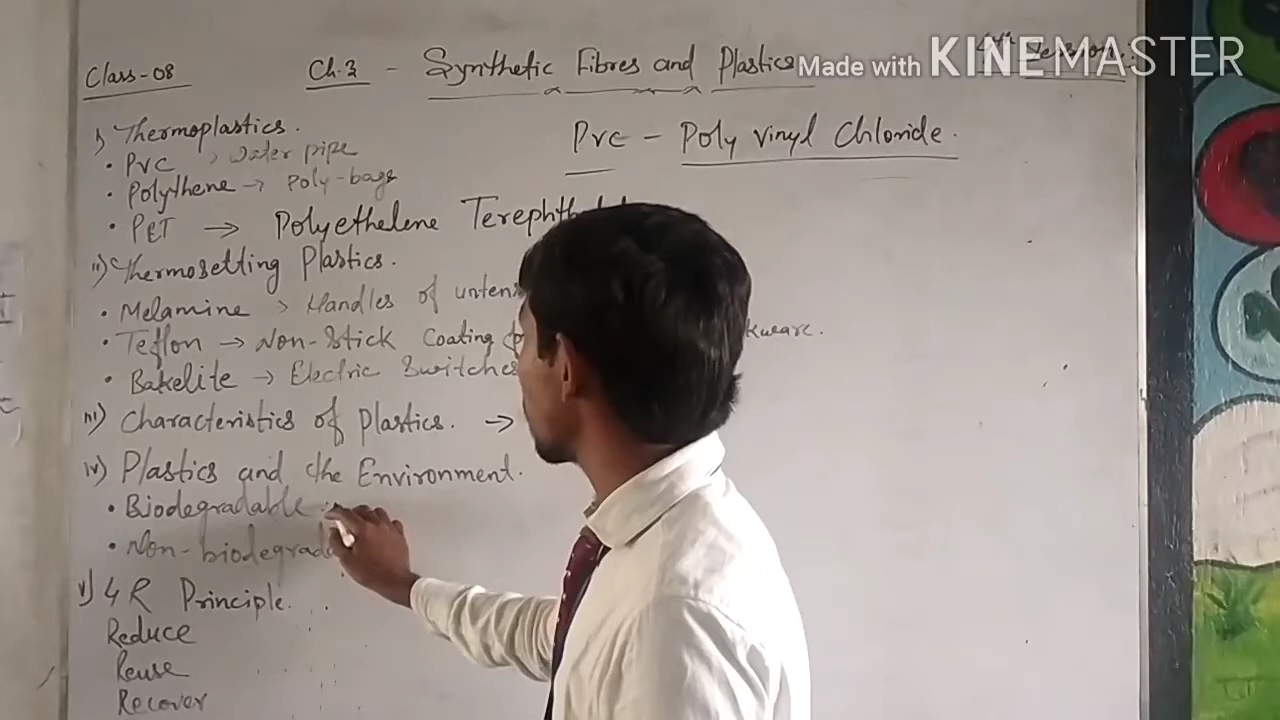 Class-08 Ch.3 - Synthetic Fibres and Plastics
Made with KINEMASTER
i) Thermoplastics.
Pvc - Poly vinyl Chloride.
• PVC → Water pipe
• Polythene → Poly-bags
• PET → Polyethelene
ii) Thermosetting Plastics.
• Melamine → Handles of
• Teflon → Non-Stick Coating
• Bakelite → Electric Switches
iii) Characteristics of Plastics. →
iv) Plastics and the Environment.
• Biodegradable
• Non-
v) 4 R Principle.
Reduce
Reuse
Recover